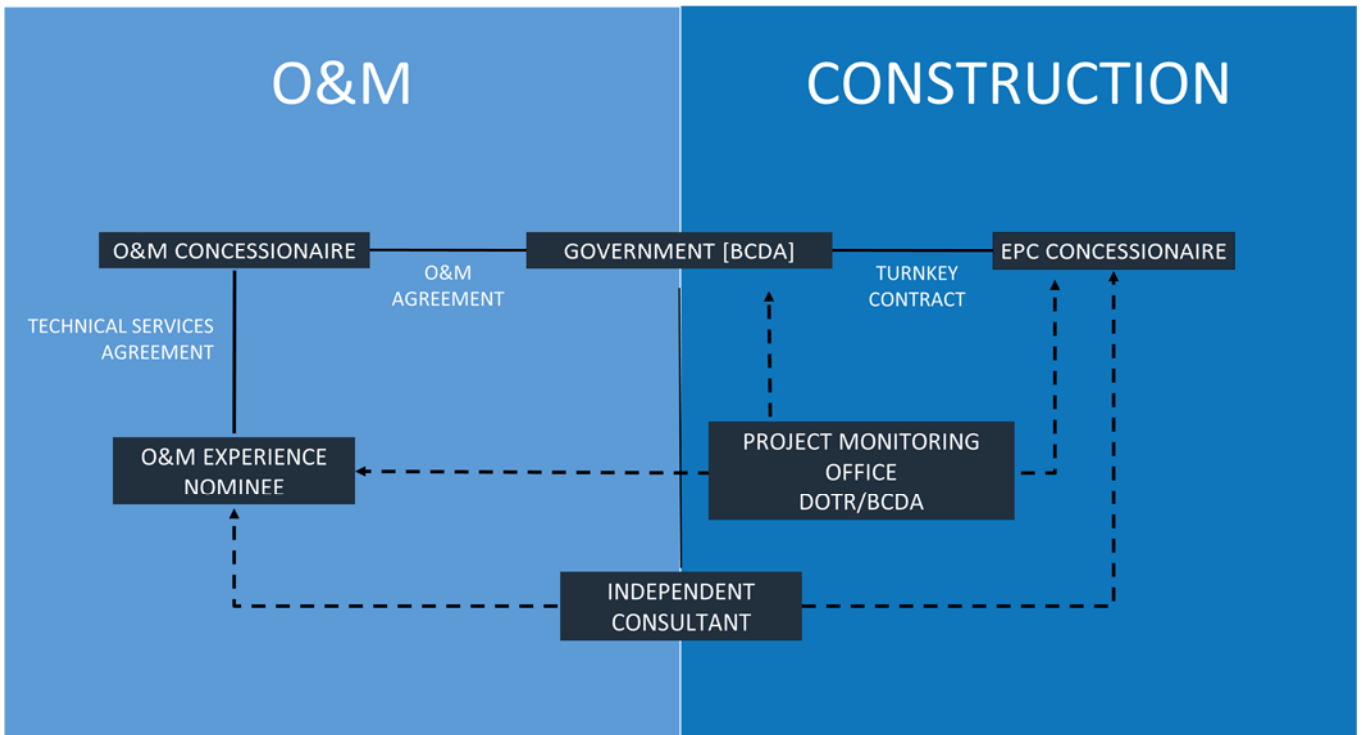 O&M
CONSTRUCTION
O&M CONCESSIONAIRE
GOVERNMENT [BCDA]
EPC CONCESSIONAIRE
O&M
AGREEMENT
TURNKEY
CONTRACT
TECHNICAL SERVICES
AGREEMENT
O&M EXPERIENCE
NOMINEE
PROJECT MONITORING
OFFICE
DOTR/BCDA
INDEPENDENT
CONSULTANT